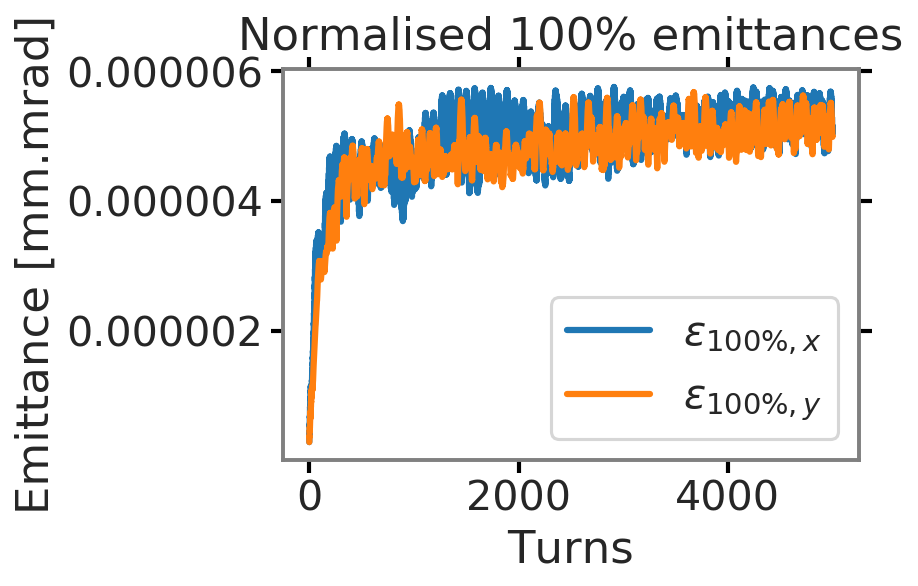 Normalised 100% emittances
Emittance [mm.mrad]
0.000006
0.000004
0.000002
0 2000 4000
Turns
ε100%, x
ε100%, y